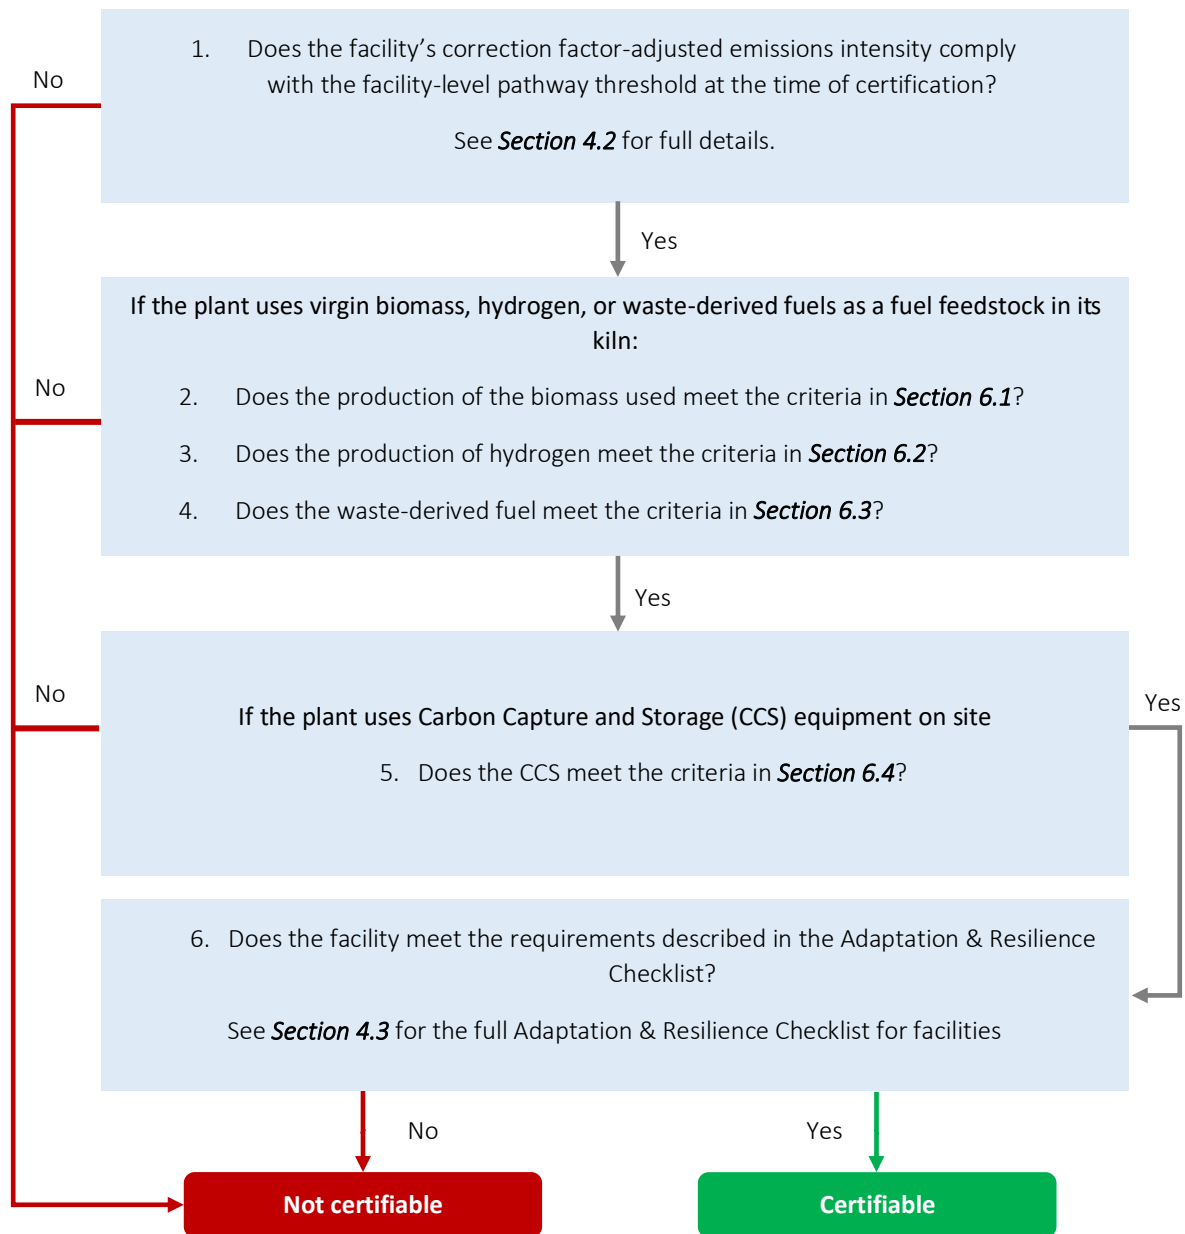 1. Does the facility’s correction factor-adjusted emissions intensity comply
with the facility-level pathway threshold at the time of certification?
No
See Section 4.2 for full details.
Yes
If the plant uses virgin biomass, hydrogen, or waste-derived fuels as a fuel feedstock in its
kiln:
No
2. Does the production of the biomass used meet the criteria in Section 6.1?
3. Does the production of hydrogen meet the criteria in Section 6.2?
4. Does the waste-derived fuel meet the criteria in Section 6.3?
Yes
No
Yes
If the plant uses Carbon Capture and Storage (CCS) equipment on site
5. Does the CCS meet the criteria in Section 6.4?
6. Does the facility meet the requirements described in the Adaptation & Resilience
Checklist?
See Section 4.3 for the full Adaptation & Resilience Checklist for facilities
No
Yes
Not certifiable
Certifiable